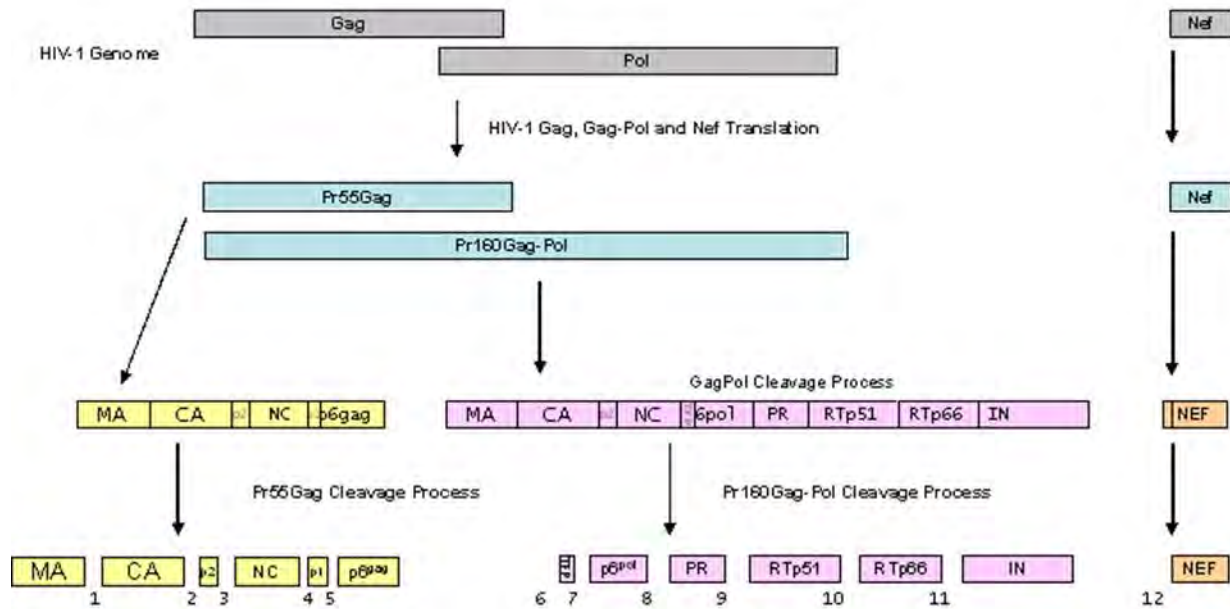 Gag
Nef
HIV-1 Genome
Pol
HIV-1 Gag, Gag-Pol and Nef Translation
Pr55Gag
Nef
Pr160Gag-Pol
GagPol Cleavage Process
MA CA p2 NC p6gag
MA CA p2 NC 6pol PR RTp51 RTp66 IN
NEF
Pr55Gag Cleavage Process
Pr160Gag-Pol Cleavage Process
MA CA p2 NC p1 p6gag
p6pol PR RTp51 RTp66 IN
NEF
1 2 3 4 5 6 7 8 9 10 11 12